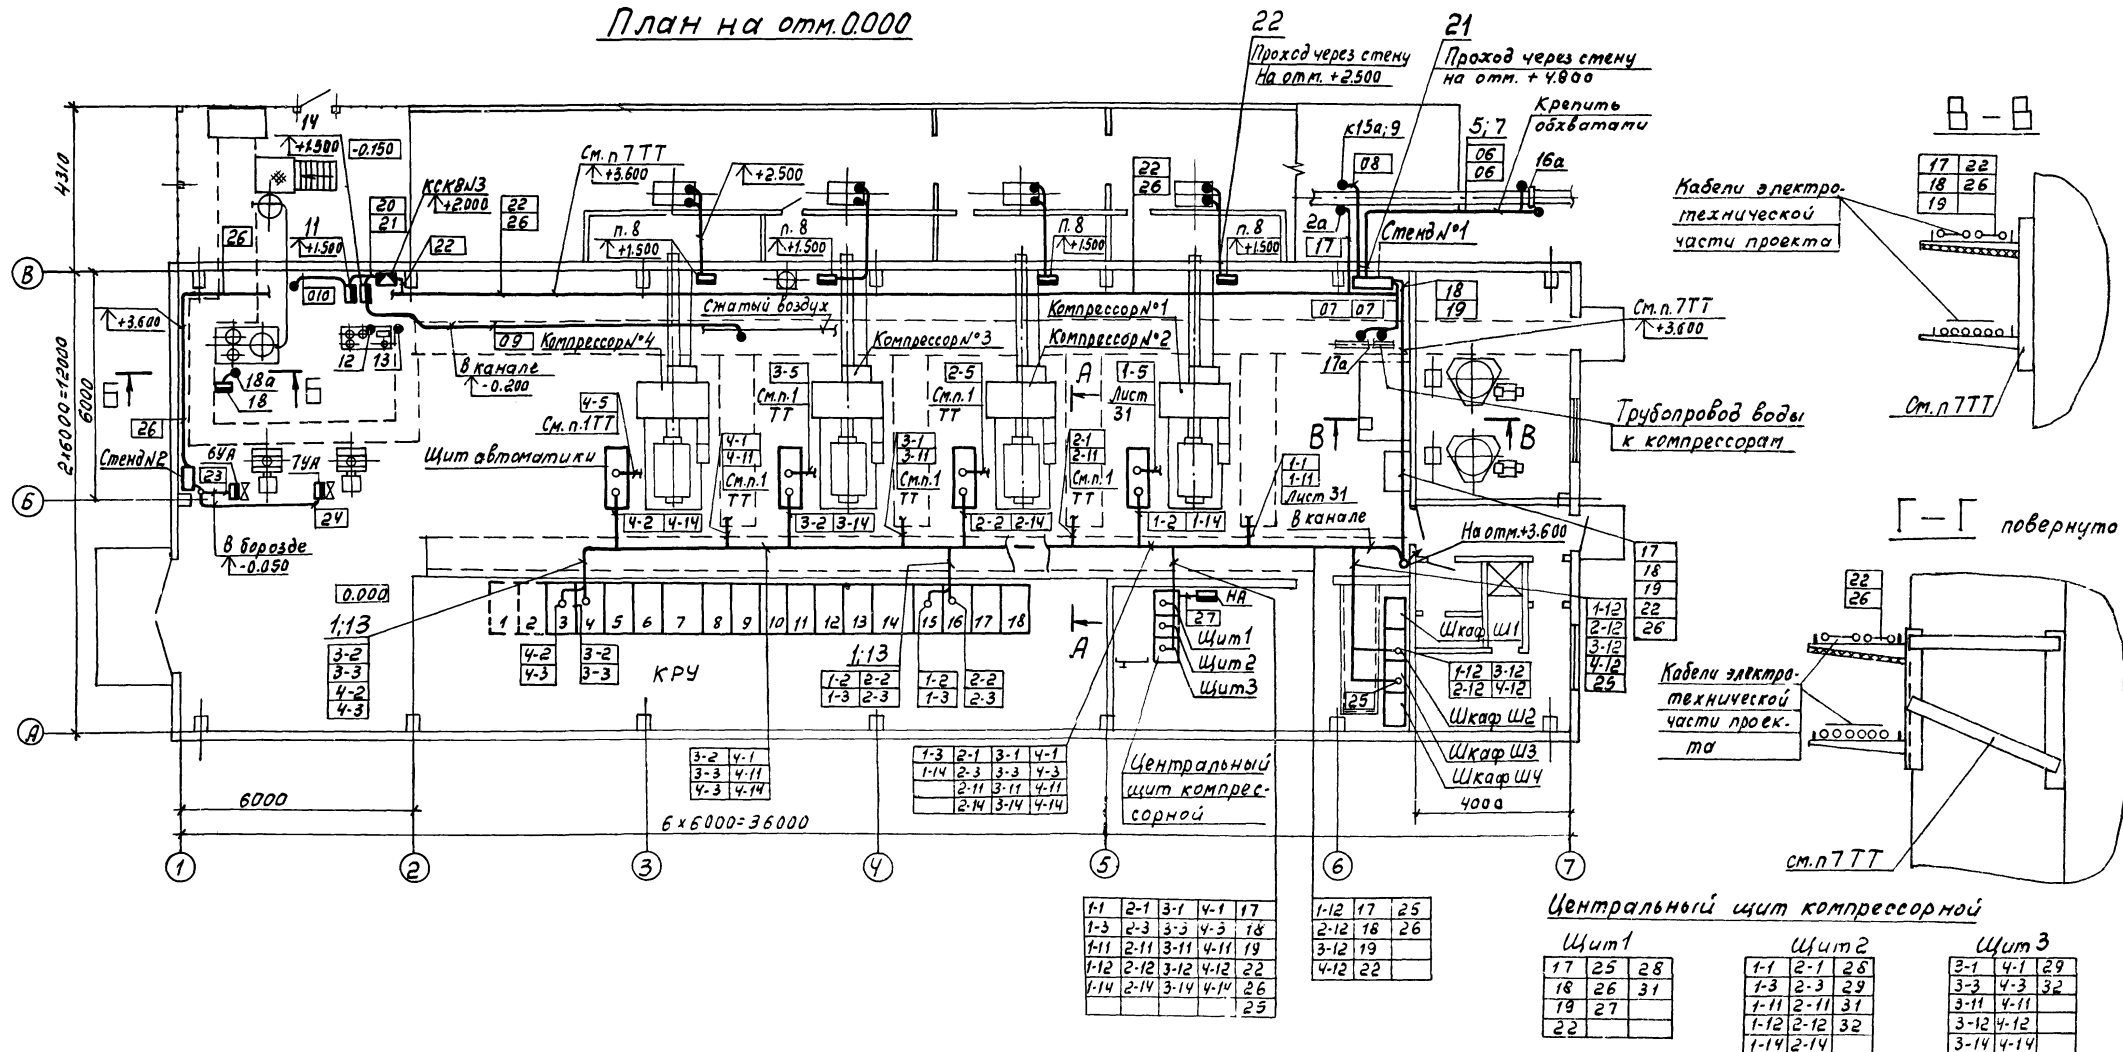 План на отм.0.000
22
Проход через стену
На отм. +2.500
21
Проход через стену
на отм. +4.800
Крепить
обхватами
к15а;9
08
5;7
06
06
16а
14
+1.500
-0.150
См.п 7ТТ
+3.600
+2.500
22
26
кск8№3
+2.000
20
21
22
26
11
+1.500
26
22
п.8
+1.500
п.8
+1.500
п.8
+1.500
п.8
+1.500
2а
17
Стенд№1
4310
В
010
Сжатый воздух
Компрессор№1
07
07
18
19
См.п.7ТТ
+3.600
+3.600
09
Компрессор№4
Компрессор№3
Компрессор№2
12
13
17а
В канале
-0.200
Б
18а
18
Б
3-5
См.п.1
ТТ
2-5
См.п.1
ТТ
А
1-5
Лист
31
4-5
См.п.1ТТ
2х6000=12000
6000
26
В
В
Трубопровод воды
к компрессорам
4-1
4-11
См.п.1
ТТ
3-1
3-11
См.п.1
ТТ
2-1
2-11
См.п.1
ТТ
1-1
1-11
Лист 31
В канале
Щит автоматики
Стенд№2
6УА
7УА
23
24
Б
4-2 4-14
3-2 3-14
2-2 2-14
1-2 1-14
В борозде
-0.050
На отм.+3.600
17
18
19
22
26
0.000
1;13
3-2
3-3
4-2
4-3
1 2 3 4 5 6 7 8 9 10 11 12 13 14 15 16 17 18
4-2
4-3
3-2
3-3
КРУ
1;13
1-2 2-2
1-3 2-3
1-2
1-3
2-2
2-3
А
НА
27
Щит1
Щит2
Щит3
Шкаф Ш1
1-12 3-12
2-12 4-12
25
Шкаф Ш2
Шкаф Ш3
Шкаф Ш4
1-12
2-12
3-12
4-12
25
А
3-2 4-1
3-3 4-11
4-3 4-14
1-3 2-1 3-1 4-1
1-14 2-3 3-3 4-3
2-11 3-11 4-11
2-14 3-14 4-14
Центральный
щит компрес-
сорной
6000
6х6000=36000
4000
1
2
3
4
5
6
7
1-1 2-1 3-1 4-1 17
1-3 2-3 3-3 4-3 18
1-11 2-11 3-11 4-11 19
1-12 2-12 3-12 4-12 22
1-14 2-14 3-14 4-14 26
25
1-12 17 25
2-12 18 26
3-12 19
4-12 22
В – В
17 22
18 26
19
Кабели электро-
технической
части проекта
См.п 7ТТ
Г – Г повернуто
22
26
Кабели электро-
технической
части проек-
та
см.п 7ТТ
Центральный щит компрессорной
Щит1
17 25 28
18 26 31
19 27
22
Щит2
1-1 2-1 28
1-3 2-3 29
1-11 2-11 31
1-12 2-12 32
1-14 2-14
Щит3
3-1 4-1 29
3-3 4-3 32
3-11 4-11
3-12 4-12
3-14 4-14